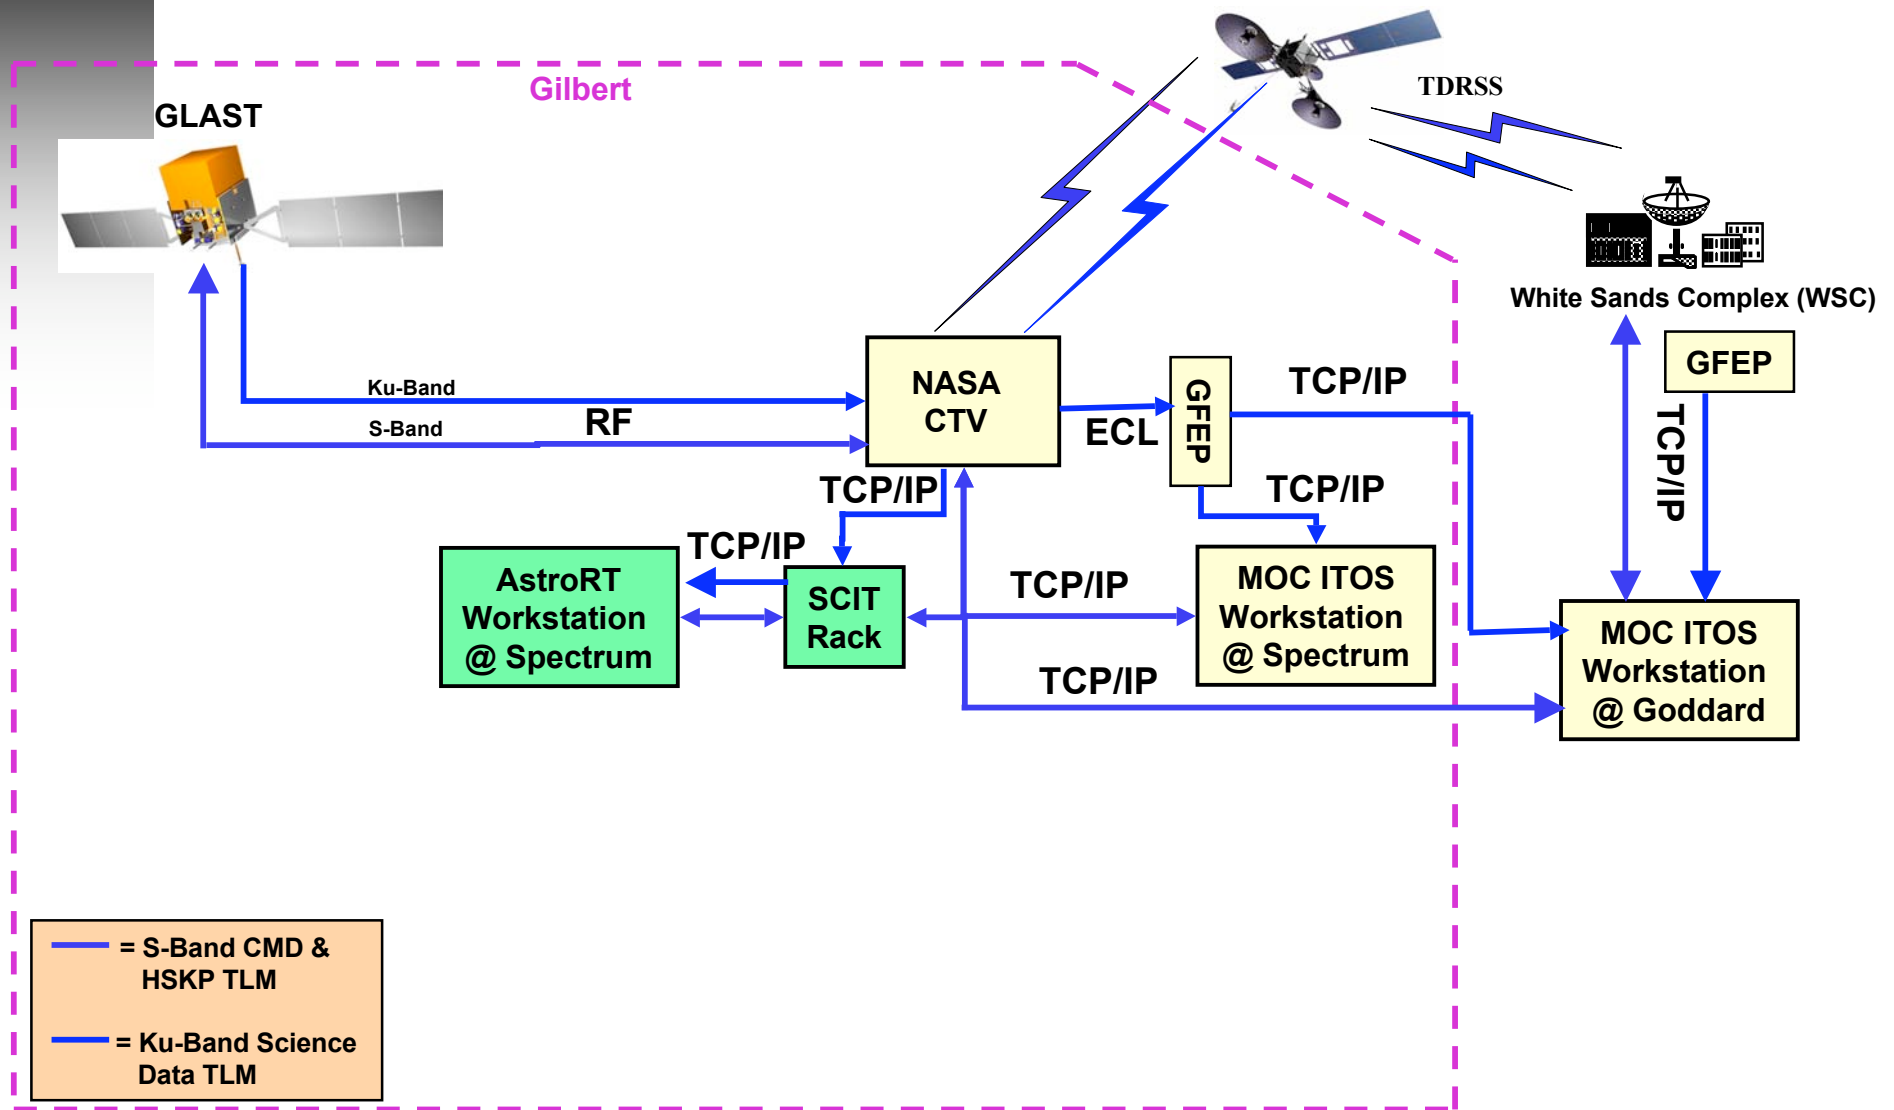 Gilbert
TDRSS
GLAST
White Sands Complex (WSC)
GFEP
Ku-Band
S-Band
RF
NASA
CTV
ECL
GFEP
TCP/IP
TCP/IP
TCP/IP
TCP/IP
TCP/IP
AstroRT
Workstation
@ Spectrum
SCIT
Rack
TCP/IP
MOC ITOS
Workstation
@ Spectrum
TCP/IP
MOC ITOS
Workstation
@ Goddard
= S-Band CMD &
HSKP TLM
= Ku-Band Science
Data TLM